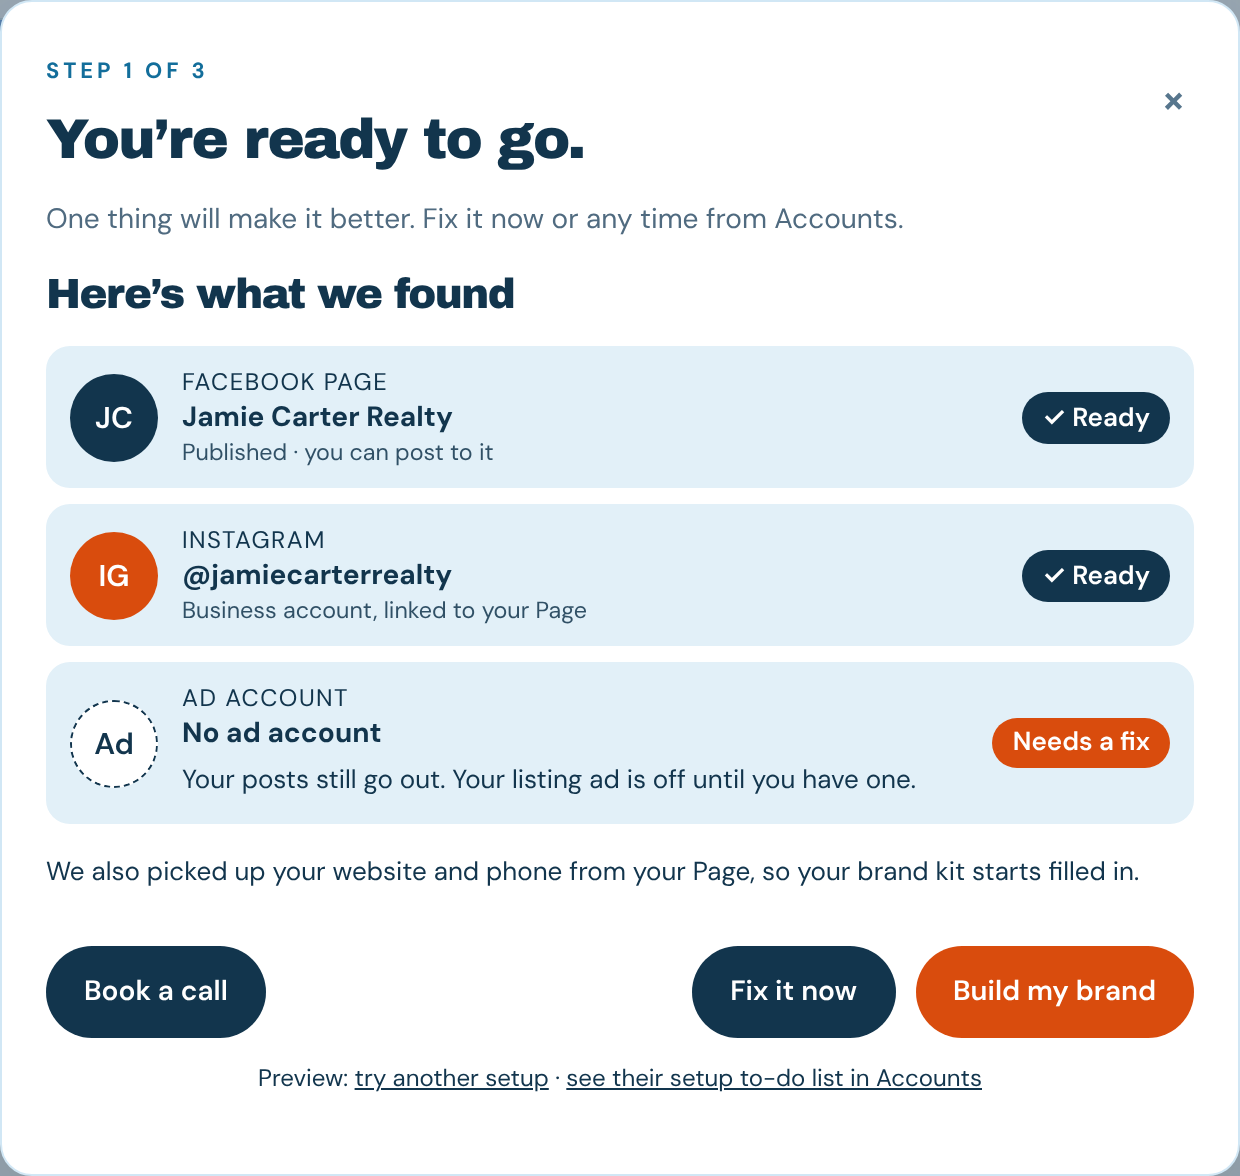 STEP 1 OF 3
×
You’re ready to go.
One thing will make it better. Fix it now or any time from Accounts.
Here’s what we found
JC
FACEBOOK PAGE
Jamie Carter Realty
Published · you can post to it
✓ Ready
IG
INSTAGRAM
@jamiecarterrealty
Business account, linked to your Page
✓ Ready
Ad
AD ACCOUNT
No ad account
Your posts still go out. Your listing ad is off until you have one.
Needs a fix
We also picked up your website and phone from your Page, so your brand kit starts filled in.
Book a call
Fix it now
Build my brand
Preview: try another setup · see their setup to-do list in Accounts